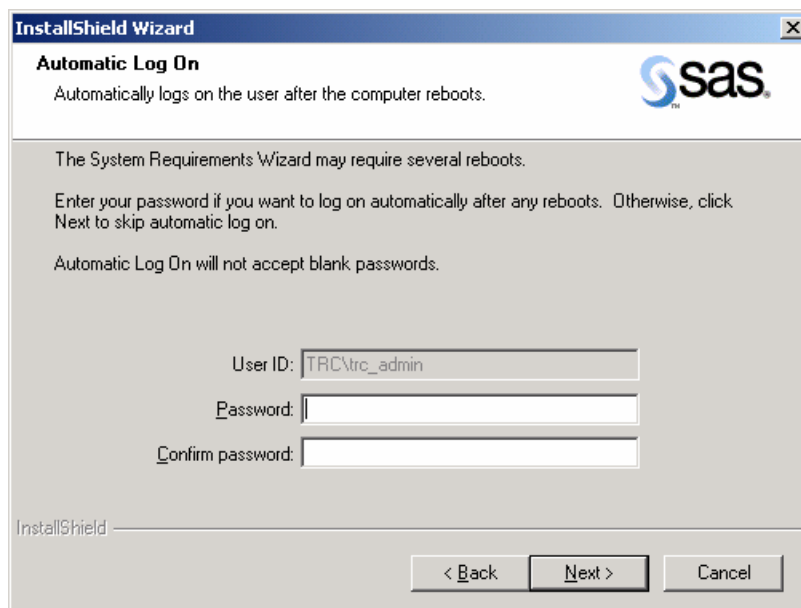 InstallShield Wizard
Automatic Log On
Automatically logs on the user after the computer reboots.
sas
TM
®
The System Requirements Wizard may require several reboots.
Enter your password if you want to log on automatically after any reboots. Otherwise, click
Next to skip automatic log on.
Automatic Log On will not accept blank passwords.
User ID: TRC\trc_admin
Password:
Confirm password:
InstallShield
< Back Next > Cancel